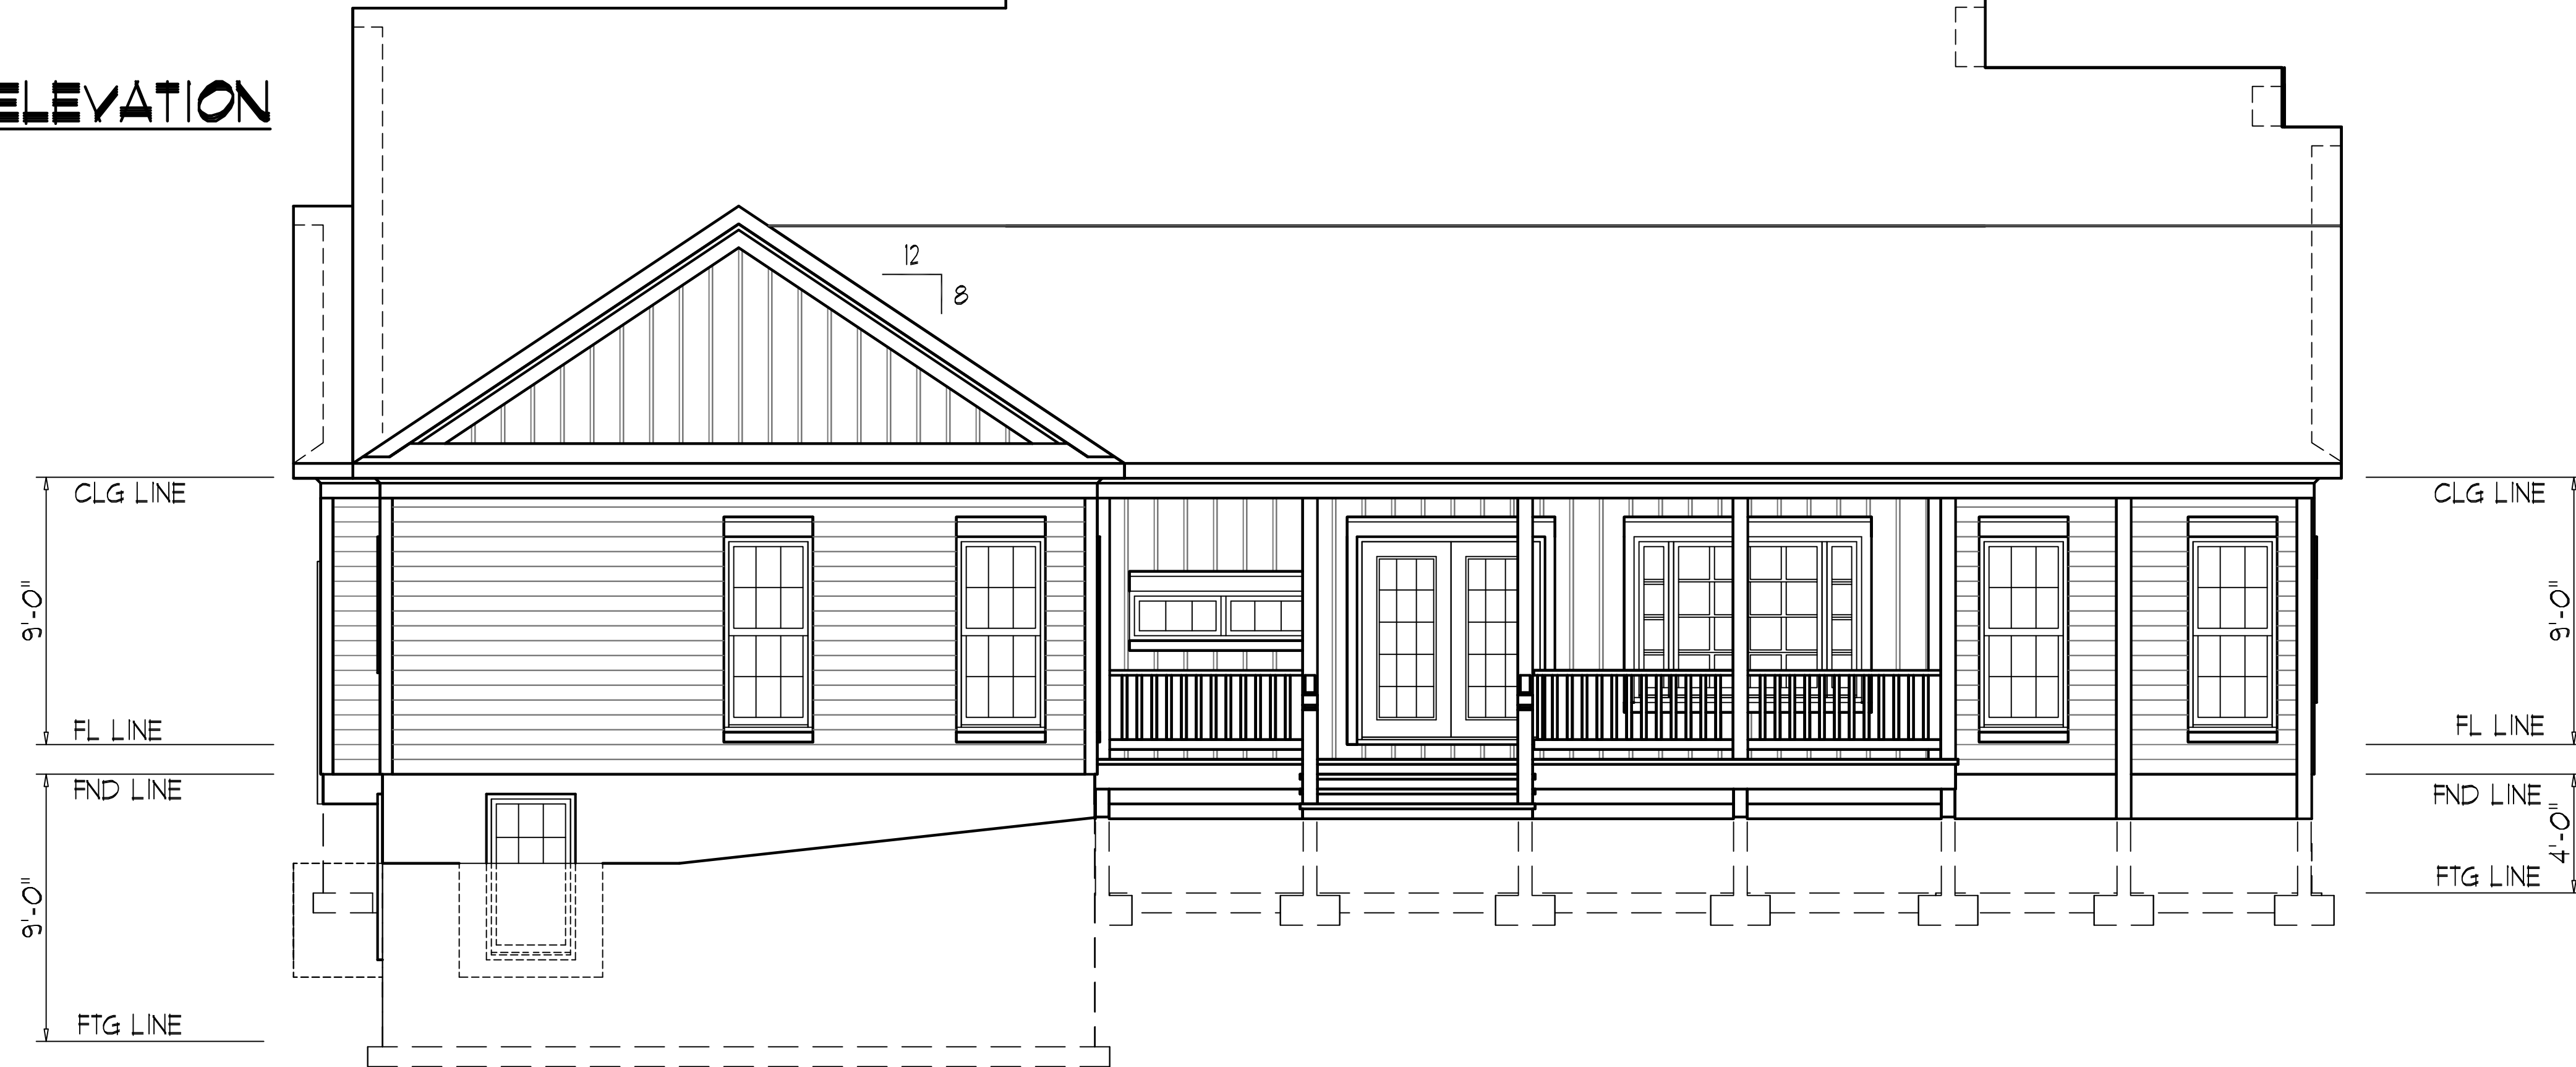 ELEVATION
12
8
CLG LINE
9'-0"
FL LINE
FND LINE
9'-0"
FTG LINE
CLG LINE
9'-0"
FL LINE
FND LINE
4'-0"
FTG LINE